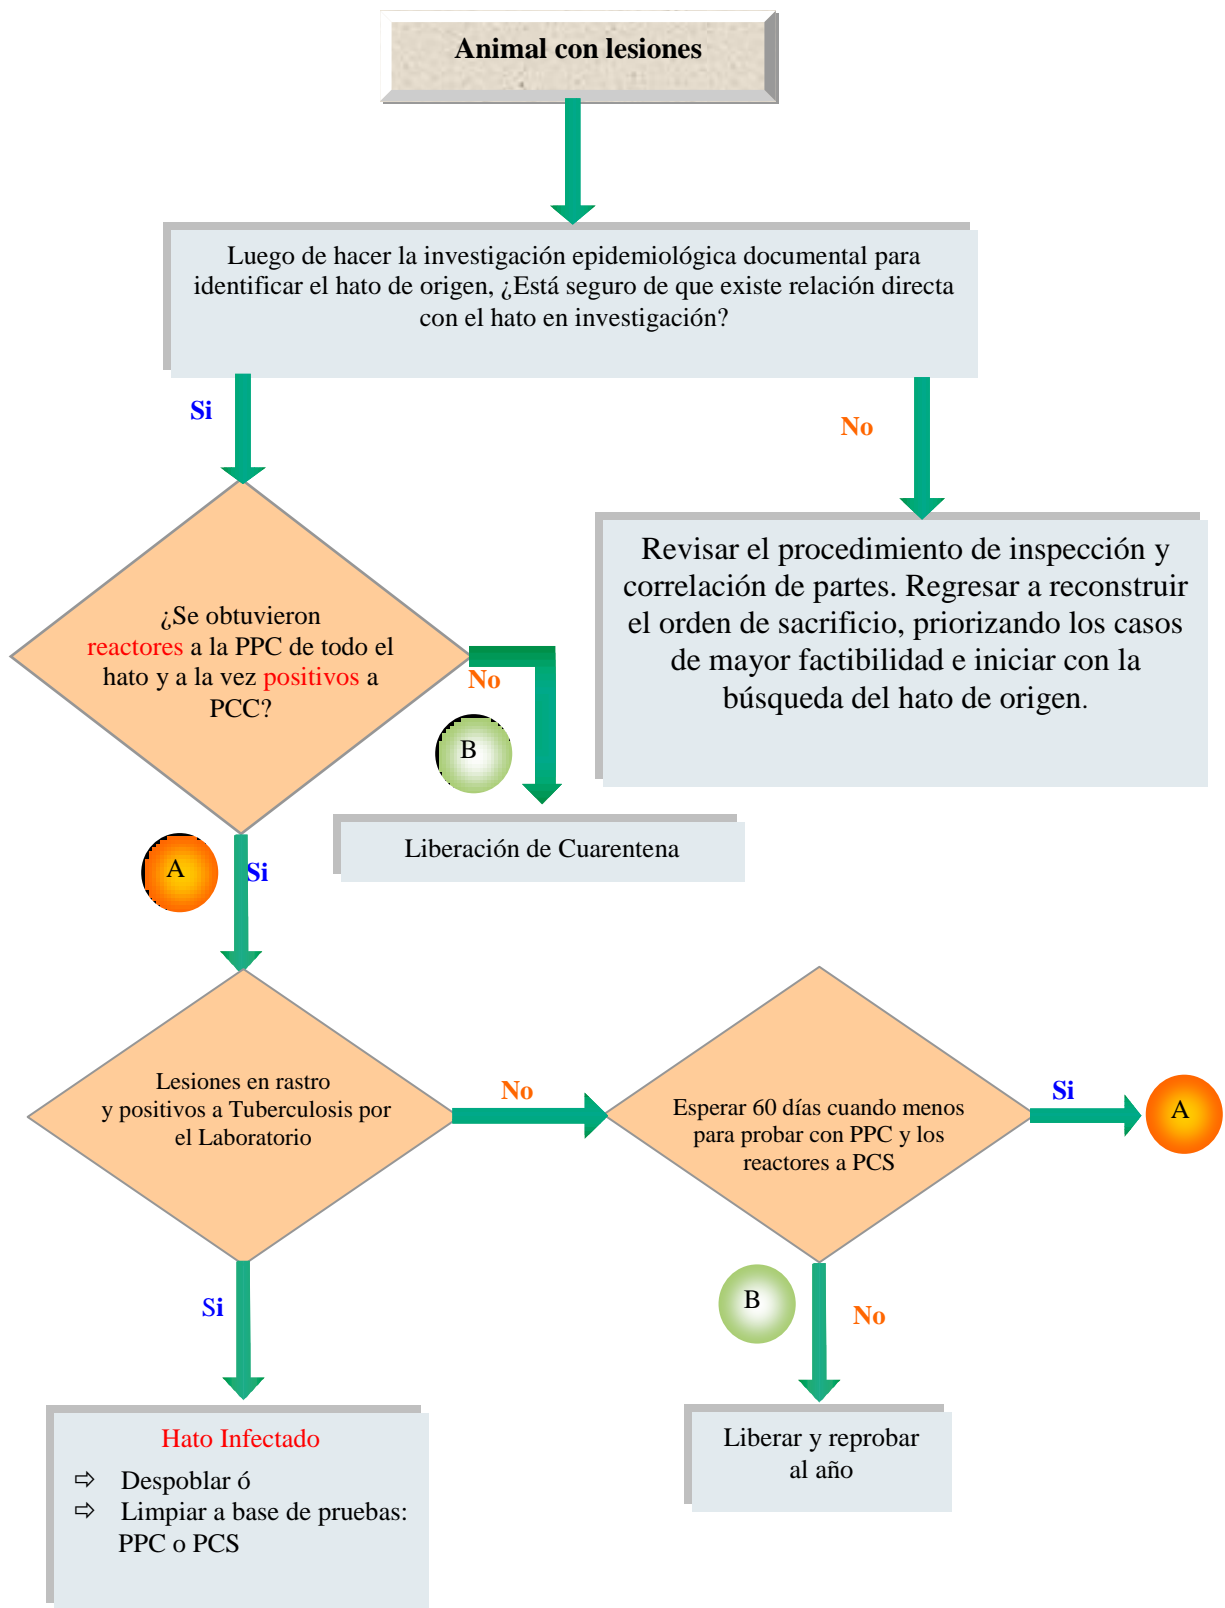 Animal con lesiones
Luego de hacer la investigación epidemiológica documental para
identificar el hato de origen, ¿Está seguro de que existe relación directa
con el hato en investigación?
Si
No
¿Se obtuvieron
reactores a la PPC de todo el
hato y a la vez positivos a
PCC?
No
B
Revisar el procedimiento de inspección y
correlación de partes. Regresar a reconstruir
el orden de sacrificio, priorizando los casos
de mayor factibilidad e iniciar con la
búsqueda del hato de origen.
Liberación de Cuarentena
A
Si
Lesiones en rastro
y positivos a Tuberculosis por
el Laboratorio
No
Esperar 60 días cuando menos
para probar con PPC y los
reactores a PCS
Si
A
Si
B
No
Hato Infectado
⇨ Despoblar ó
⇨ Limpiar a base de pruebas:
PPC o PCS
Liberar y reprobar
al año